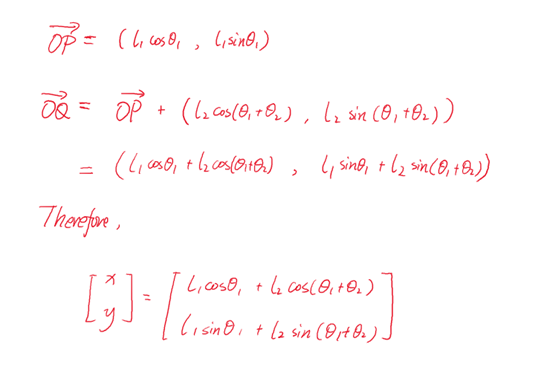 $\overrightarrow{OP} = (l_1 \cos\theta_1 , l_1 \sin\theta_1)$
$\overrightarrow{OQ} = \overrightarrow{OP} + (l_2 \cos(\theta_1+\theta_2) , l_2 \sin(\theta_1+\theta_2))$
$= (l_1 \cos\theta_1 + l_2 \cos(\theta_1+\theta_2) , l_1 \sin\theta_1 + l_2 \sin(\theta_1+\theta_2))$
Therefore,
$\begin{bmatrix} x \\ y \end{bmatrix} = \begin{bmatrix} l_1 \cos\theta_1 + l_2 \cos(\theta_1+\theta_2) \\ l_1 \sin\theta_1 + l_2 \sin(\theta_1+\theta_2) \end{bmatrix}$